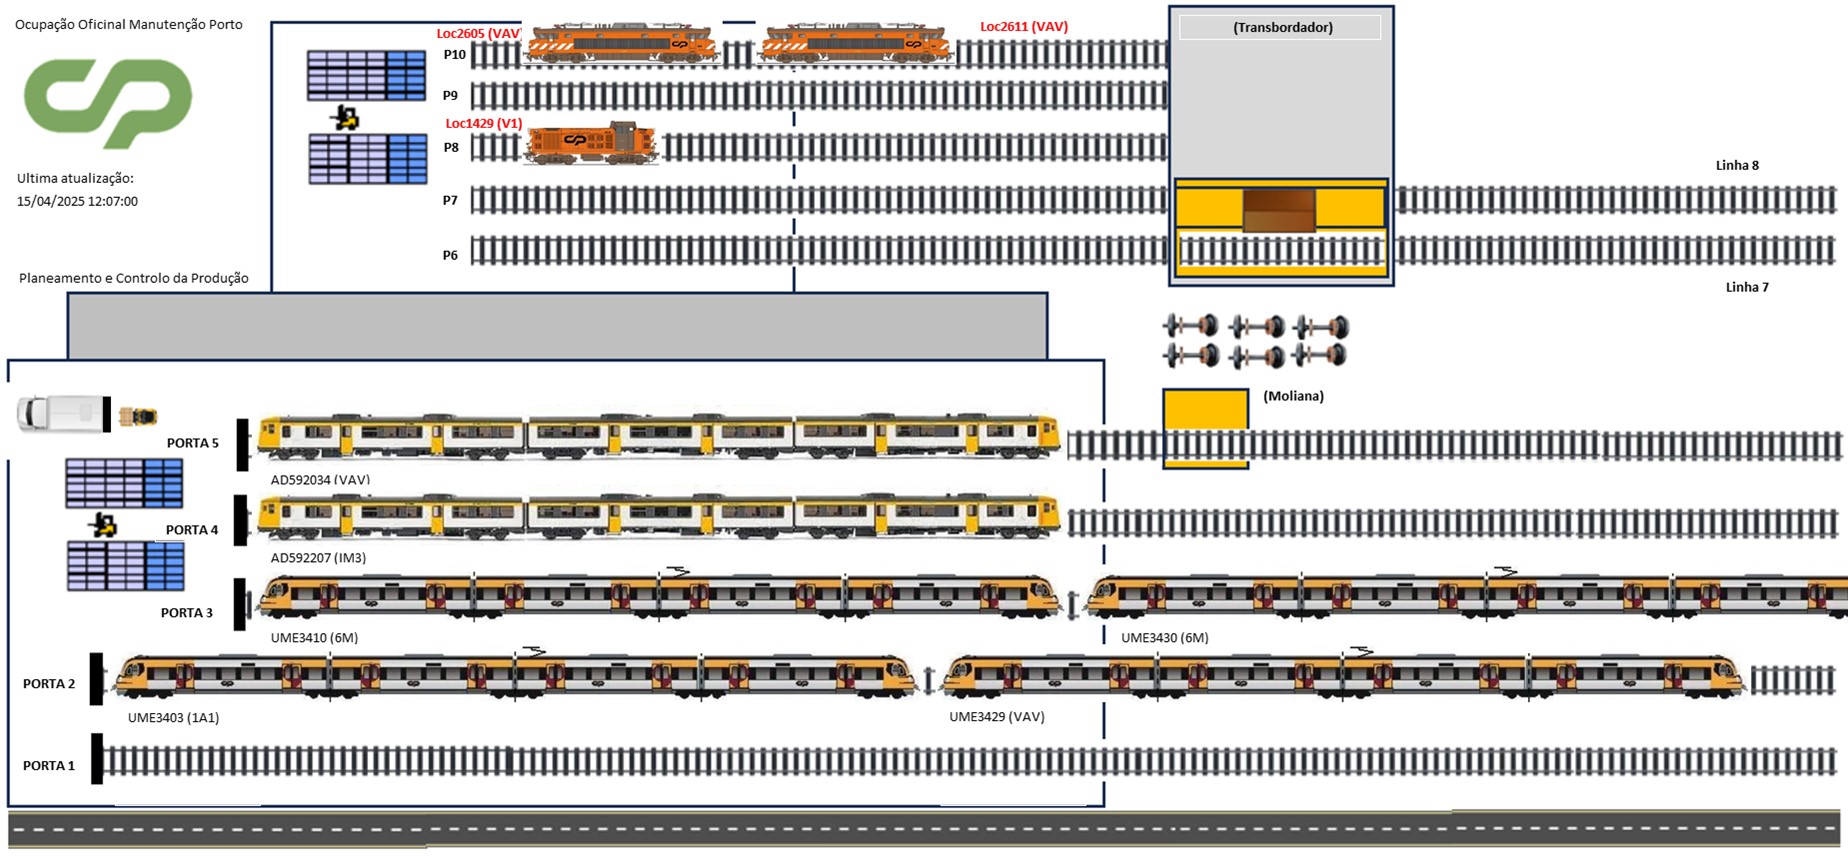 Ocupação Oficinal Manutenção Porto
CP
Ultima atualização:
15/04/2025 12:07:00
Planeamento e Controlo da Produção
Loc2605 (VAV)
Loc2611 (VAV)
P10
P9
Loc1429 (V1)
P8
P7
P6
(Transbordador)
Linha 8
Linha 7
(Moliana)
PORTA 5
AD592034 (VAV)
PORTA 4
AD592207 (IM3)
PORTA 3
UME3410 (6M)
UME3430 (6M)
PORTA 2
UME3403 (1A1)
UME3429 (VAV)
PORTA 1